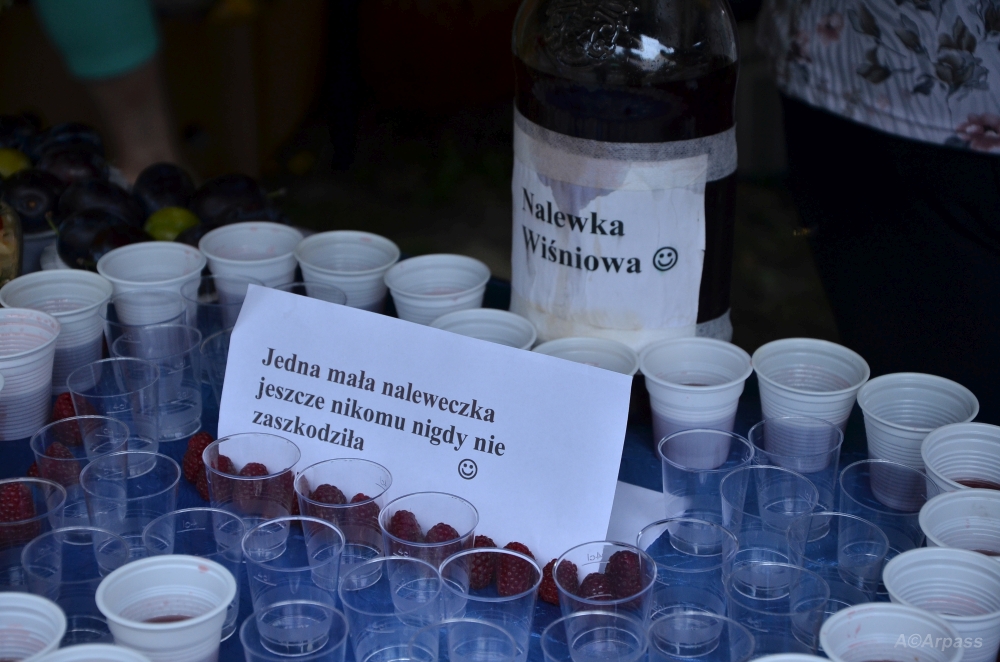 Nalewka
Wiśniowa ☺
Jedna mała naleweczka
jeszcze nikomu nigdy nie
zaszkodziła
☺
A©Arpass